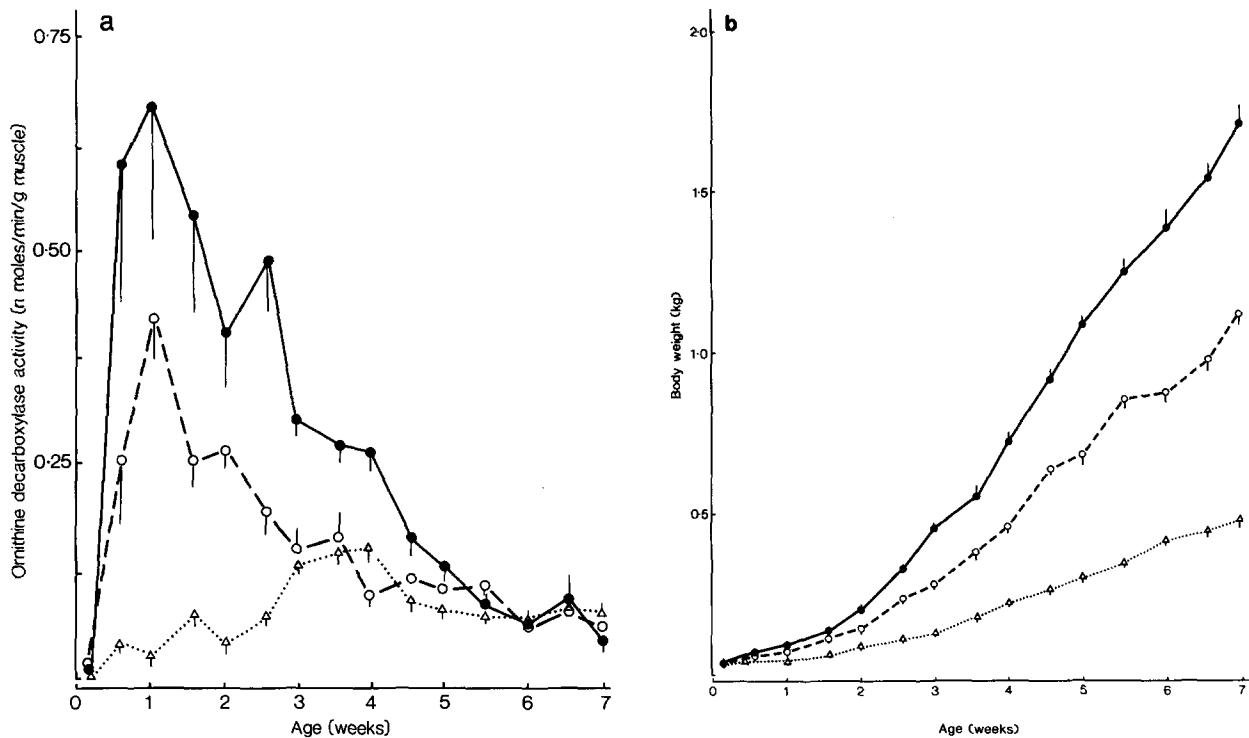 a
0·75
0·50
0·25
Ornithine decarboxylase activity (n moles/min/g muscle)
0 1 2 3 4 5 6 7
Age (weeks)
b
2·0
1·5
1·0
0·5
Body weight (kg)
0 1 2 3 4 5 6 7
Age (weeks)